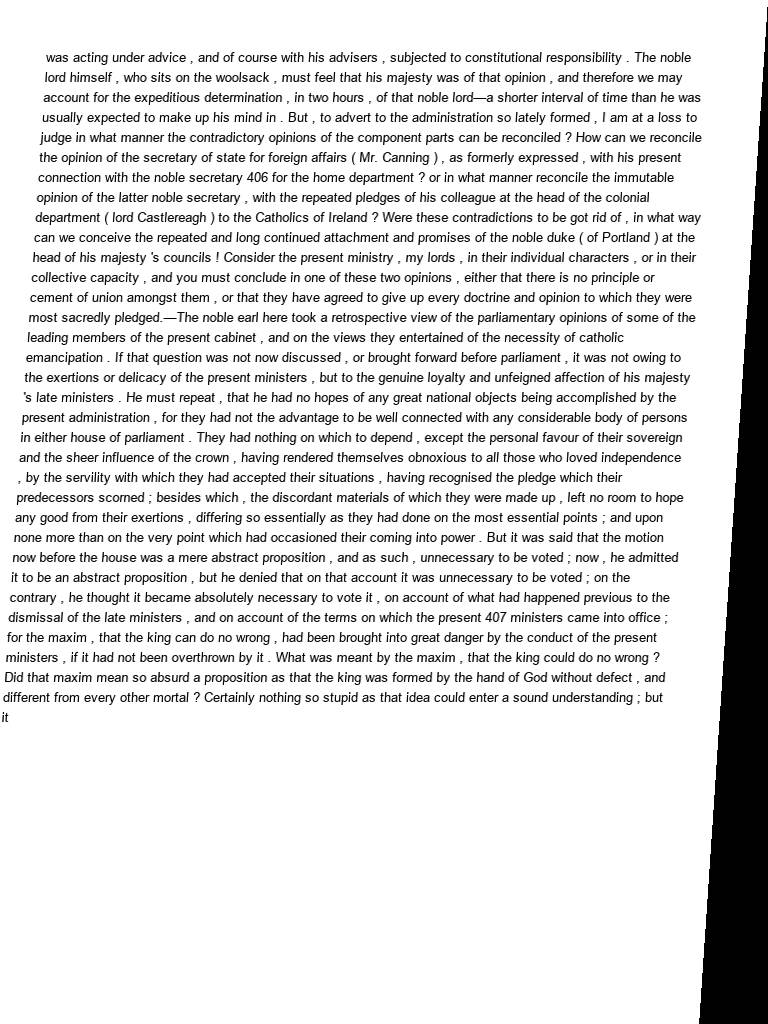 was acting under advice , and of course with his advisers , subjected to constitutional responsibility . The noble
lord himself , who sits on the woolsack , must feel that his majesty was of that opinion , and therefore we may
account for the expeditious determination , in two hours , of that noble lord—a shorter interval of time than he was
usually expected to make up his mind in . But , to advert to the administration so lately formed , I am at a loss to
judge in what manner the contradictory opinions of the component parts can be reconciled ? How can we reconcile
the opinion of the secretary of state for foreign affairs ( Mr. Canning ) , as formerly expressed , with his present
connection with the noble secretary 406 for the home department ? or in what manner reconcile the immutable
opinion of the latter noble secretary , with the repeated pledges of his colleague at the head of the colonial
department ( lord Castlereagh ) to the Catholics of Ireland ? Were these contradictions to be got rid of , in what way
can we conceive the repeated and long continued attachment and promises of the noble duke ( of Portland ) at the
head of his majesty 's councils ! Consider the present ministry , my lords , in their individual characters , or in their
collective capacity , and you must conclude in one of these two opinions , either that there is no principle or
cement of union amongst them , or that they have agreed to give up every doctrine and opinion to which they were
most sacredly pledged.—The noble earl here took a retrospective view of the parliamentary opinions of some of the
leading members of the present cabinet , and on the views they entertained of the necessity of catholic
emancipation . If that question was not now discussed , or brought forward before parliament , it was not owing to
the exertions or delicacy of the present ministers , but to the genuine loyalty and unfeigned affection of his majesty
's late ministers . He must repeat , that he had no hopes of any great national objects being accomplished by the
present administration , for they had not the advantage to be well connected with any considerable body of persons
in either house of parliament . They had nothing on which to depend , except the personal favour of their sovereign
and the sheer influence of the crown , having rendered themselves obnoxious to all those who loved independence
, by the servility with which they had accepted their situations , having recognised the pledge which their
predecessors scorned ; besides which , the discordant materials of which they were made up , left no room to hope
any good from their exertions , differing so essentially as they had done on the most essential points ; and upon
none more than on the very point which had occasioned their coming into power . But it was said that the motion
now before the house was a mere abstract proposition , and as such , unnecessary to be voted ; now , he admitted
it to be an abstract proposition , but he denied that on that account it was unnecessary to be voted ; on the
contrary , he thought it became absolutely necessary to vote it , on account of what had happened previous to the
dismissal of the late ministers , and on account of the terms on which the present 407 ministers came into office ;
for the maxim , that the king can do no wrong , had been brought into great danger by the conduct of the present
ministers , if it had not been overthrown by it . What was meant by the maxim , that the king could do no wrong ?
Did that maxim mean so absurd a proposition as that the king was formed by the hand of God without defect , and
different from every other mortal ? Certainly nothing so stupid as that idea could enter a sound understanding ; but
it